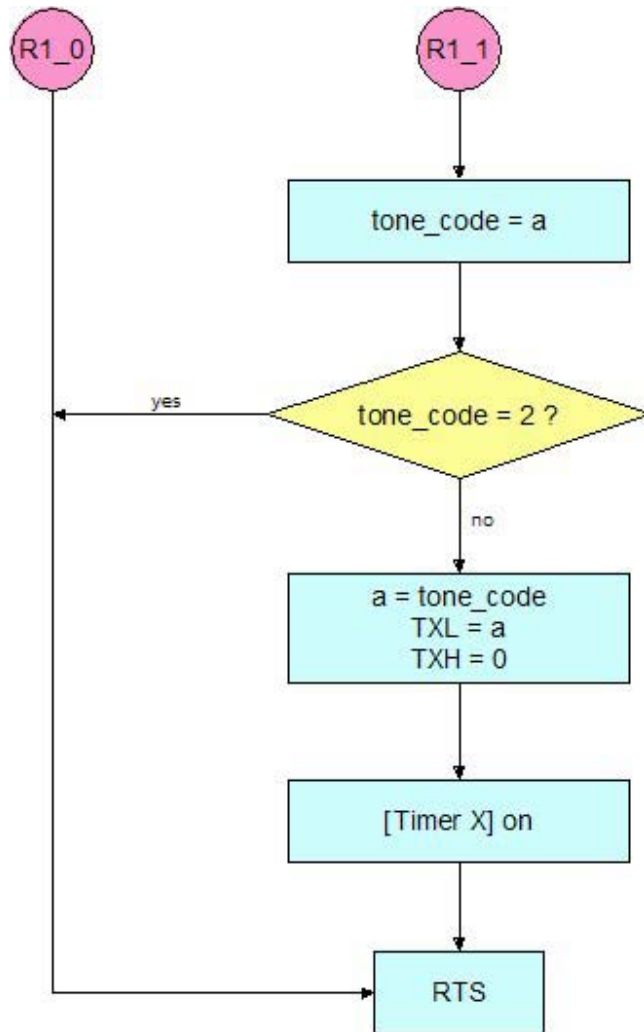 R1_0
R1_1
tone_code = a
yes
tone_code = 2 ?
no
a = tone_code
TXL = a
TXH = 0
[Timer X] on
RTS